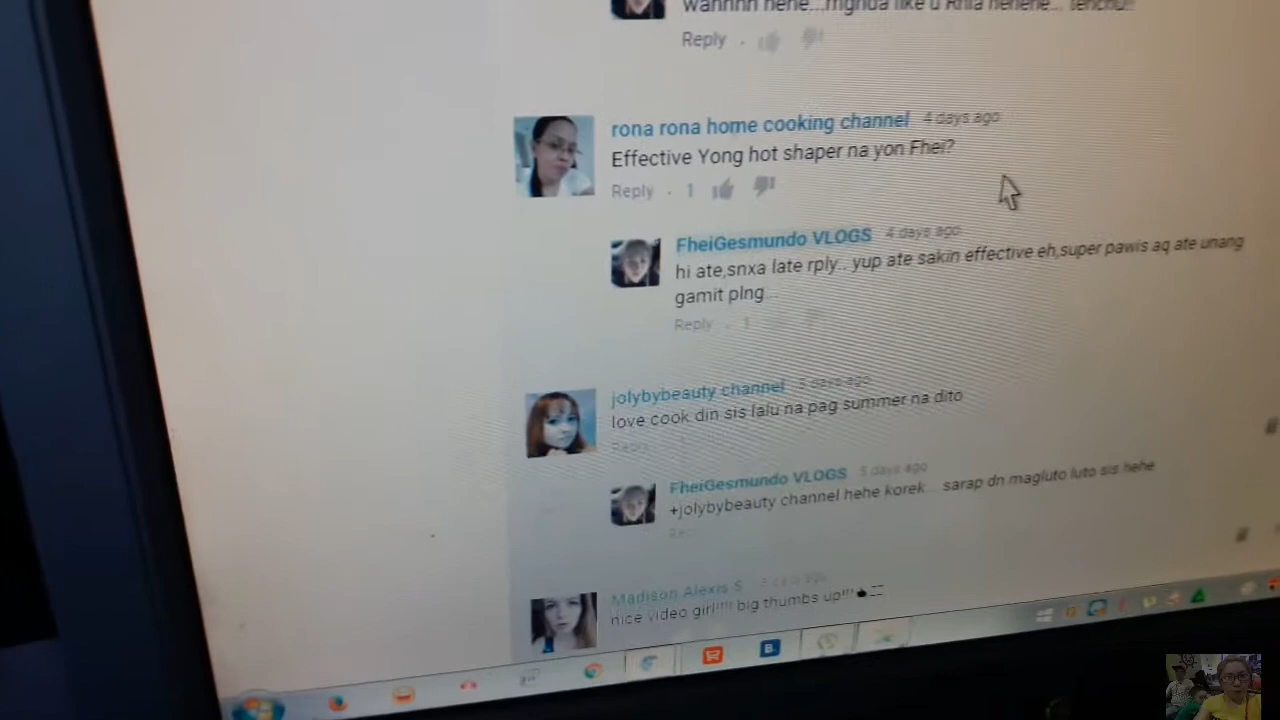 wahhhh hehe...mgnda like u Rhia hehehe... tenchu!!
Reply
rona rona home cooking channel 4 days ago
Effective Yong hot shaper na yon Fhei?
Reply · 1
FheiGesmundo VLOGS 4 days ago
hi ate,snxa late rply.. yup ate sakin effective eh,super pawis aq ate unang
gamit plng...
Reply · 1
jolybybeauty channel 5 days ago
love cook din sis lalu na pag summer na dito
Reply
FheiGesmundo VLOGS 5 days ago
+jolybybeauty channel hehe korek... sarap dn magluto luto sis hehe
Reply
Madison Alexis S 5 days ago
nice video girl!!!! big thumbs up!!!